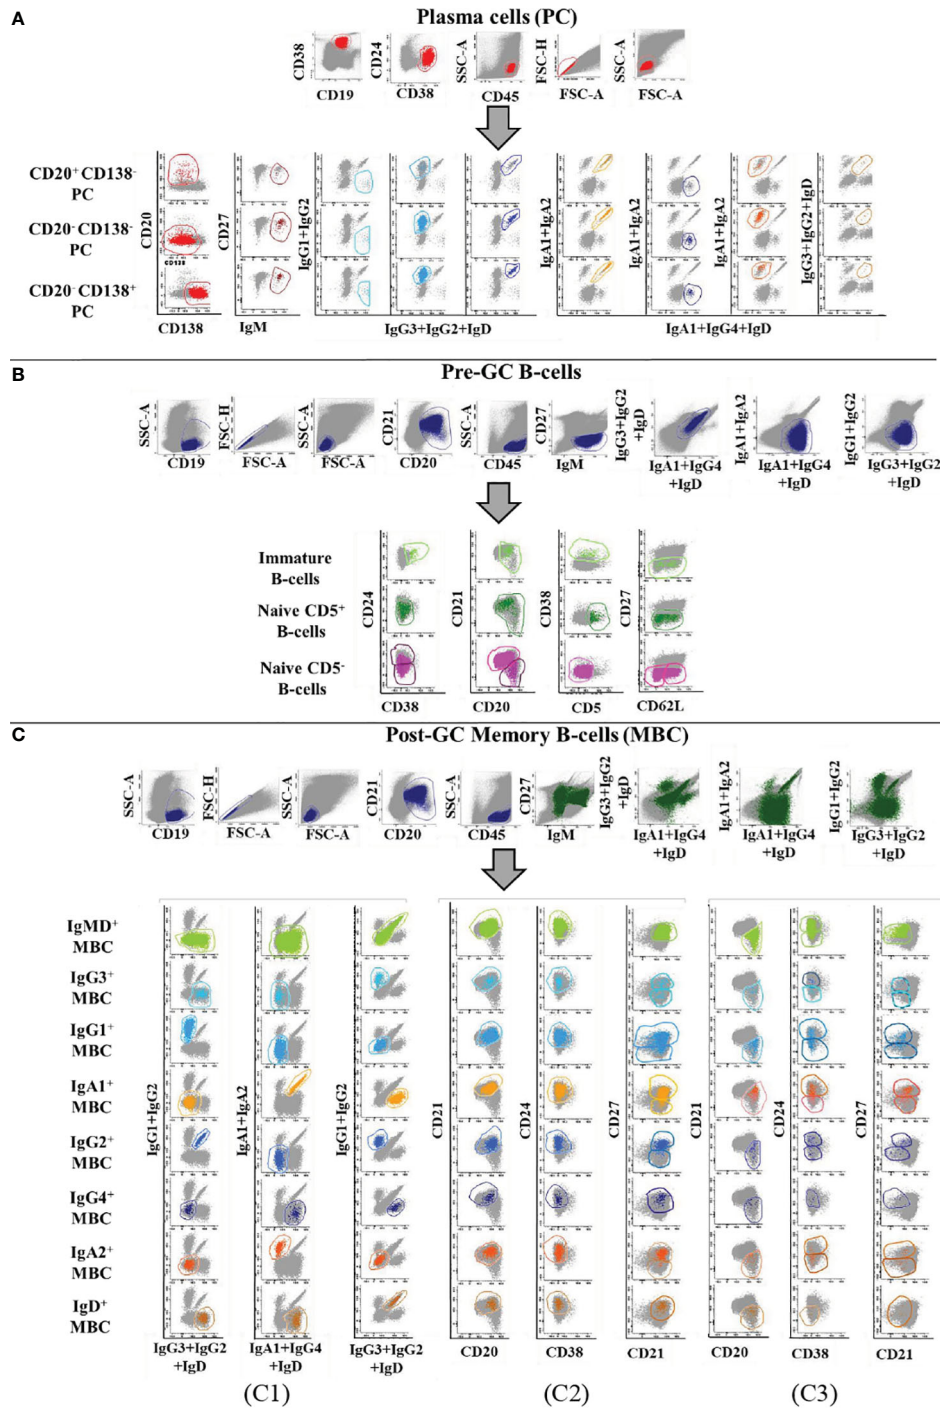 A
Plasma cells (PC)
CD38
CD19
CD24
CD38
SSC-A
CD45
FSC-H
FSC-A
SSC-A
FSC-A
CD20⁺ CD138⁻
PC
CD20⁻ CD138⁻
PC
CD20⁻ CD138⁺
PC
CD20
CD138
CD138
CD27
IgM
IgG1+IgG2
IgG3+IgG2+IgD
IgA1+IgA2
IgA1+IgA2
IgA1+IgA2
IgG3+IgG2+IgD
IgA1+IgG4+IgD
B
Pre-GC B-cells
SSC-A
CD19
FSC-H
FSC-A
SSC-A
FSC-A
CD21
CD20
SSC-A
CD45
CD27
IgM
IgG3+IgG2
+IgD
IgA1+IgG4
+IgD
IgA1+IgA2
IgA1+IgG4
+IgD
IgG1+IgG2
IgG3+IgG2
+IgD
Immature
B-cells
Naive CD5⁺
B-cells
Naive CD5⁻
B-cells
CD24
CD38
CD21
CD20
CD38
CD5
CD27
CD62L
C
Post-GC Memory B-cells (MBC)
SSC-A
CD19
FSC-H
FSC-A
SSC-A
FSC-A
CD21
CD20
SSC-A
CD45
CD27
IgM
IgG3+IgG2
+IgD
IgA1+IgG4
+IgD
IgA1+IgA2
IgA1+IgG4
+IgD
IgG1+IgG2
IgG3+IgG2
+IgD
IgMD⁺
MBC
IgG3⁺
MBC
IgG1⁺
MBC
IgA1⁺
MBC
IgG2⁺
MBC
IgG4⁺
MBC
IgA2⁺
MBC
IgD⁺
MBC
IgG1+IgG2
IgG3+IgG2
+IgD
IgA1+IgA2
IgA1+IgG4
+IgD
IgG1+IgG2
IgG3+IgG2
+IgD
CD21
CD20
CD24
CD38
CD27
CD21
CD21
CD20
CD24
CD38
CD27
CD21
(C1)
(C2)
(C3)